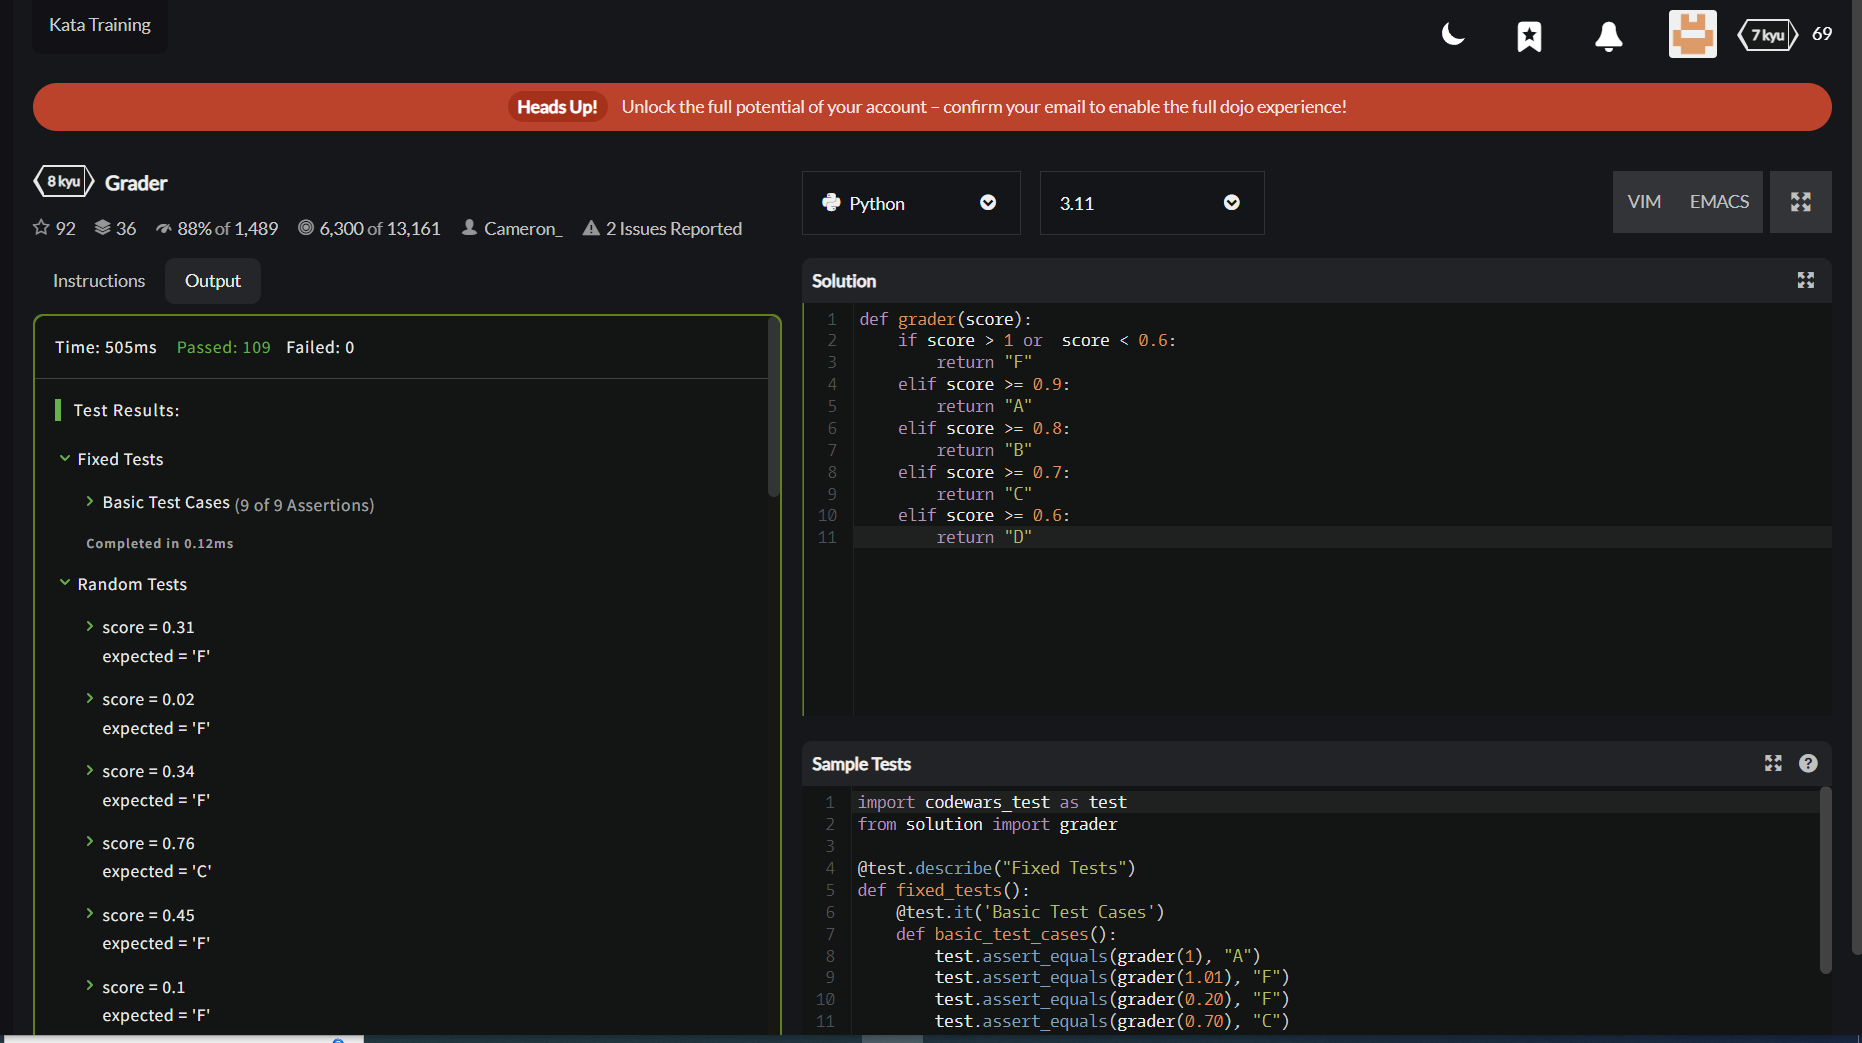 Kata Training
7 kyu 69
Heads Up! Unlock the full potential of your account – confirm your email to enable the full dojo experience!
8 kyu Grader
92 36 88% of 1,489 6,300 of 13,161 Cameron_ 2 Issues Reported
Instructions Output
Time: 505ms Passed: 109 Failed: 0
Test Results:
Fixed Tests
Basic Test Cases (9 of 9 Assertions)
Completed in 0.12ms
Random Tests
score = 0.31
expected = 'F'
score = 0.02
expected = 'F'
score = 0.34
expected = 'F'
score = 0.76
expected = 'C'
score = 0.45
expected = 'F'
score = 0.1
expected = 'F'
Python 3.11 VIM EMACS
Solution
1 def grader(score):
2     if score > 1 or  score < 0.6:
3         return "F"
4     elif score >= 0.9:
5         return "A"
6     elif score >= 0.8:
7         return "B"
8     elif score >= 0.7:
9         return "C"
10     elif score >= 0.6:
11         return "D"
Sample Tests
?
1 import codewars_test as test
2 from solution import grader
3
4 @test.describe("Fixed Tests")
5 def fixed_tests():
6     @test.it('Basic Test Cases')
7     def basic_test_cases():
8         test.assert_equals(grader(1), "A")
9         test.assert_equals(grader(1.01), "F")
10         test.assert_equals(grader(0.20), "F")
11         test.assert_equals(grader(0.70), "C")